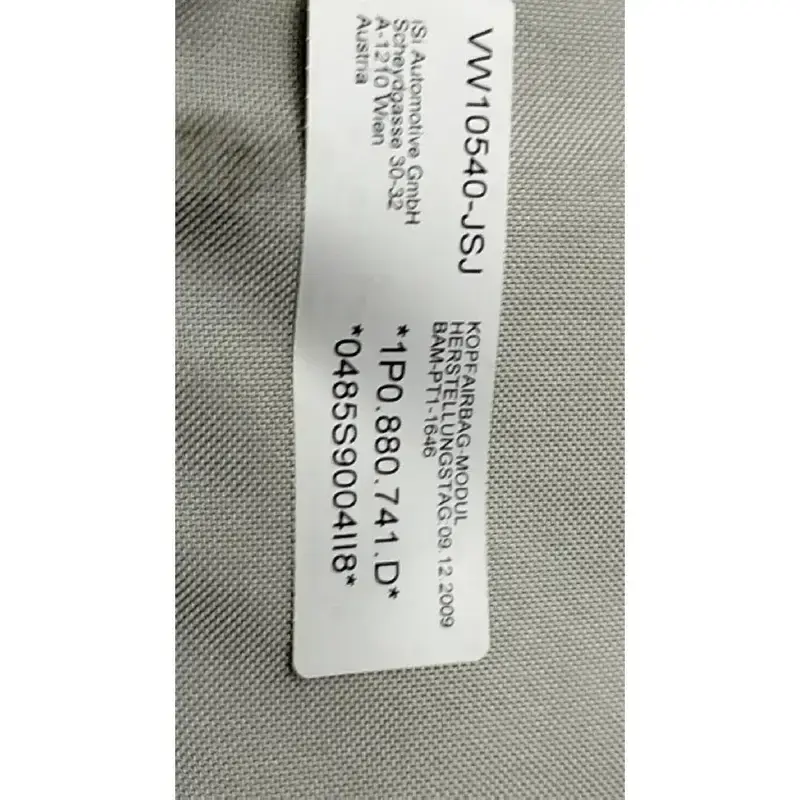 VW10540-JSJ
iSi Automotive GmbH
Scheydgasse 30-32
A-1210 Wien
Austria
KOPFAIRBAG-MODUL
HERSTELLUNGSTAG:09.12.2009
BAM-PT1-1646
*1P0.880.741.D*
*0485S9004II8*